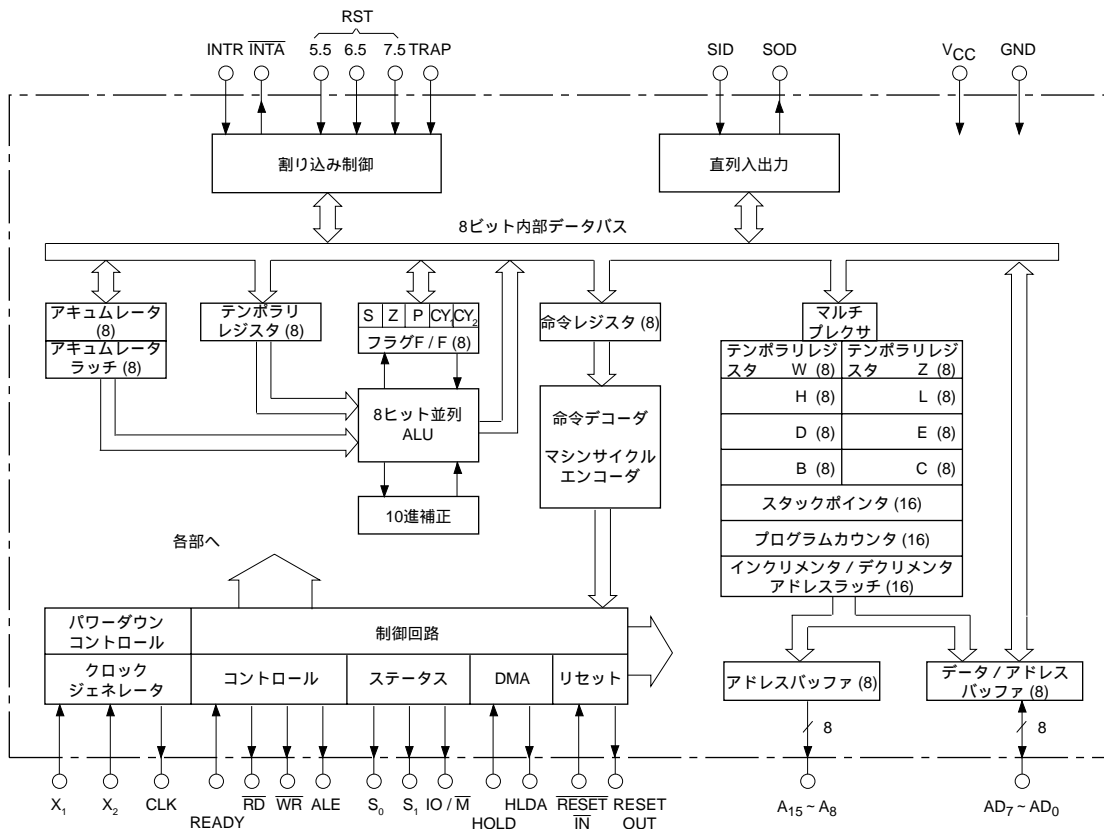 RST
INTR INTA 5.5 6.5 7.5 TRAP SID SOD VCC GND
割り込み制御
直列入出力
8ビット内部データバス
アキュムレータ
(8)
アキュムレータ
ラッチ (8)
テンポラリ
レジスタ (8)
S Z P CY1 CY2
フラグF / F (8)
命令レジスタ (8)
マルチ
プレクサ
テンポラリレジ
スタ W (8)
テンポラリレジ
スタ Z (8)
H (8) L (8)
D (8) E (8)
B (8) C (8)
スタックポインタ (16)
プログラムカウンタ (16)
インクリメンタ / デクリメンタ
アドレスラッチ (16)
8ヒット並列
ALU
命令デコーダ
マシンサイクル
エンコーダ
10進補正
各部へ
パワーダウン
コントロール
制御回路
クロック
ジェネレータ
コントロール
ステータス
DMA
リセット
アドレスバッファ (8)
データ / アドレス
バッファ (8)
8 8
X1 X2 CLK
READY
RD WR ALE S0 S1 IO / M
HOLD
HLDA
RESET
IN
RESET
OUT
A15 ~ A8 AD7 ~ AD0